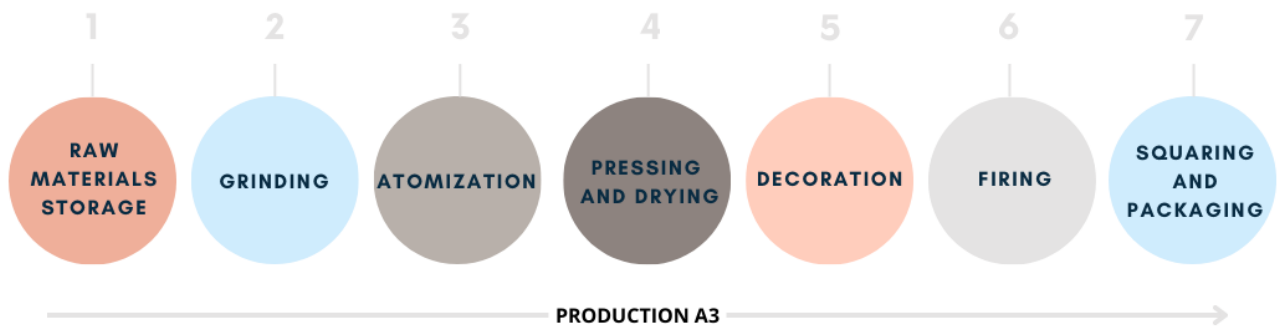 1 2 3 4 5 6 7
RAW
MATERIALS
STORAGE
GRINDING
ATOMIZATION
PRESSING
AND DRYING
DECORATION
FIRING
SQUARING
AND
PACKAGING
PRODUCTION A3